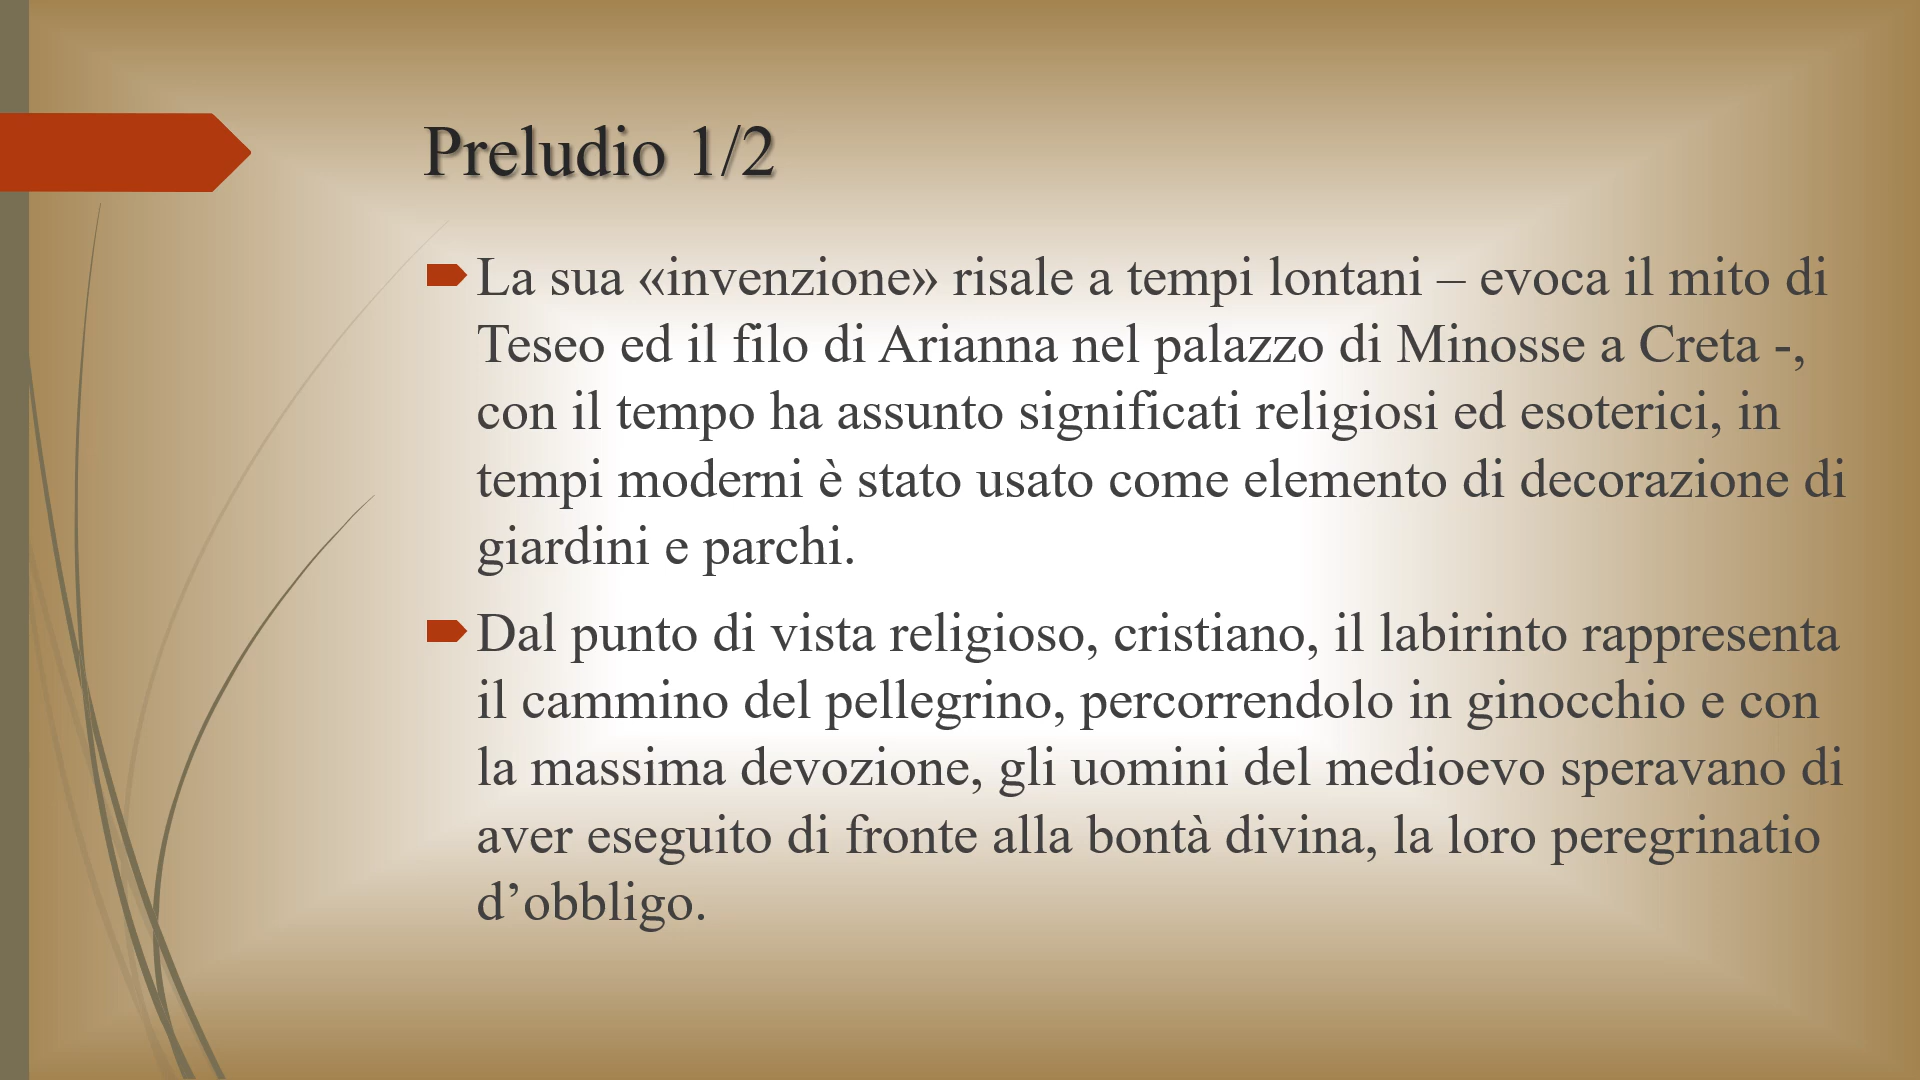 Preludio 1/2
La sua «invenzione» risale a tempi lontani – evoca il mito di
Teseo ed il filo di Arianna nel palazzo di Minosse a Creta -,
con il tempo ha assunto significati religiosi ed esoterici, in
tempi moderni è stato usato come elemento di decorazione di
giardini e parchi.
Dal punto di vista religioso, cristiano, il labirinto rappresenta
il cammino del pellegrino, percorrendolo in ginocchio e con
la massima devozione, gli uomini del medioevo speravano di
aver eseguito di fronte alla bontà divina, la loro peregrinatio
d’obbligo.